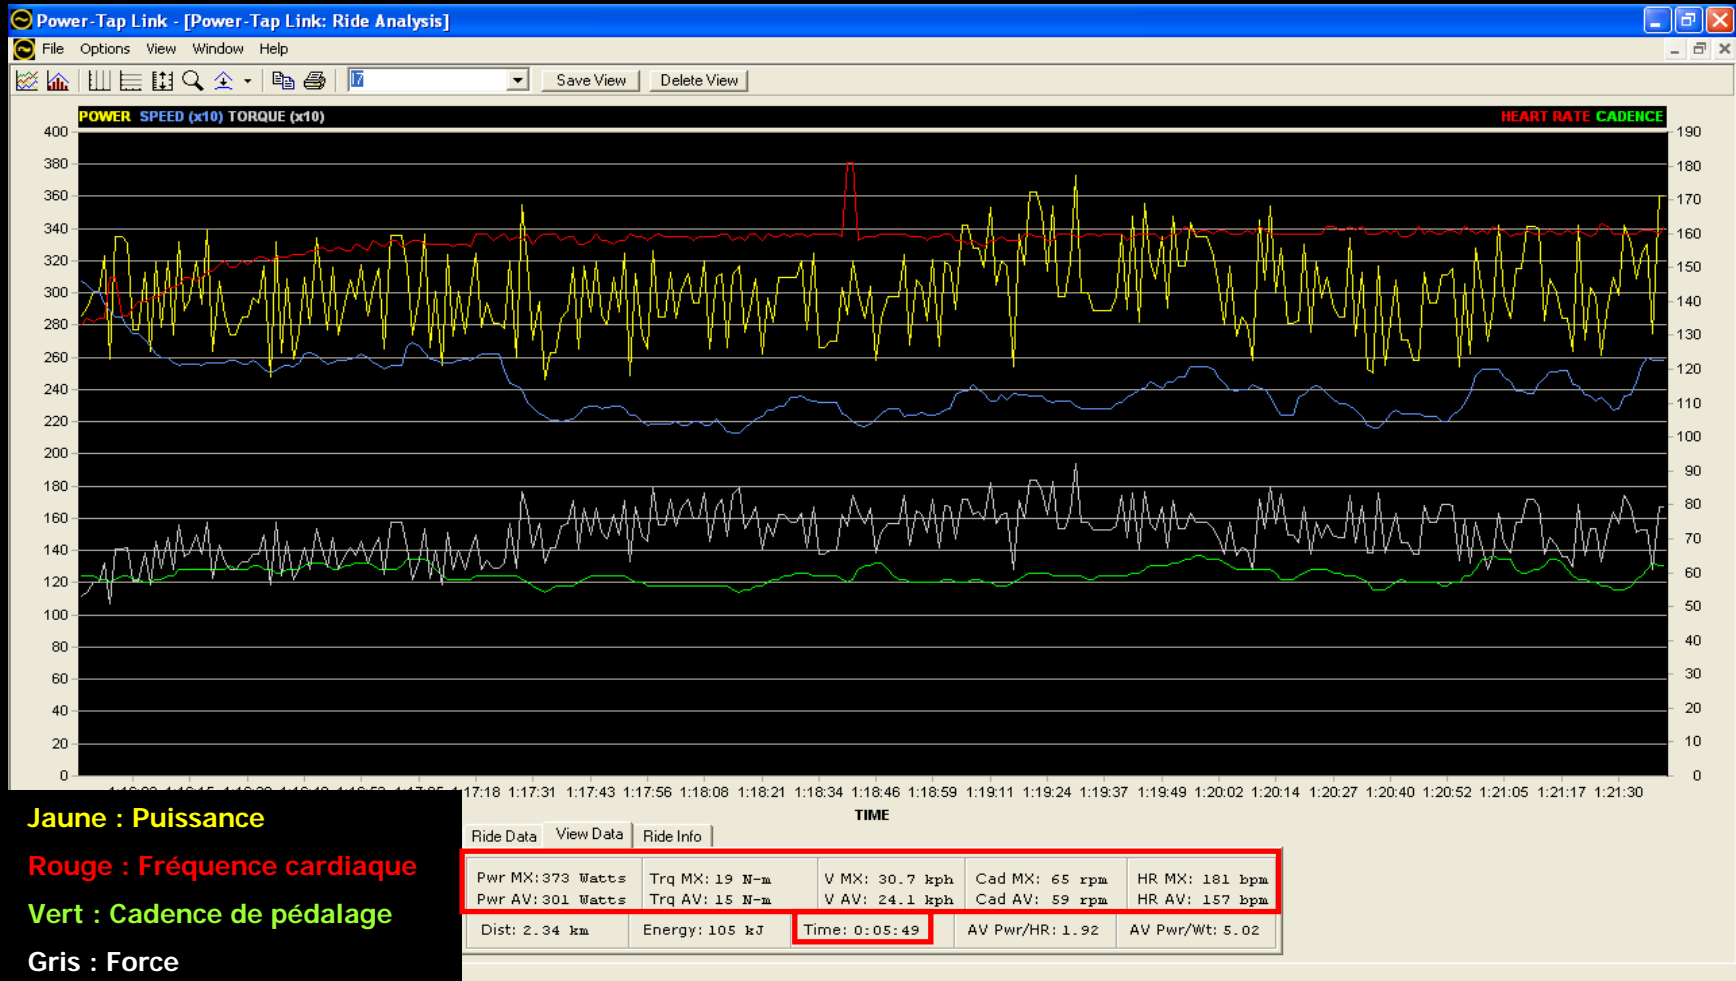 Power-Tap Link - [Power-Tap Link: Ride Analysis]
File Options View Window Help
17 Save View Delete View
POWER SPEED (x10) TORQUE (x10) HEART RATE CADENCE
400 190
380 180
360 170
340 160
320 150
300 140
280 130
260 120
240 110
220 100
200 90
180 80
160 70
140 60
120 50
100 40
80 30
60 20
40 10
20 0
0
1:17:18 1:17:31 1:17:43 1:17:56 1:18:08 1:18:21 1:18:34 1:18:46 1:18:59 1:19:11 1:19:24 1:19:37 1:19:49 1:20:02 1:20:14 1:20:27 1:20:40 1:20:52 1:21:05 1:21:17 1:21:30
TIME
Jaune : Puissance
Rouge : Fréquence cardiaque
Vert : Cadence de pédalage
Gris : Force
Ride Data View Data Ride Info
Pwr MX: 373 Watts Trq MX: 19 N-m V MX: 30.7 kph Cad MX: 65 rpm HR MX: 181 bpm
Pwr AV: 301 Watts Trq AV: 15 N-m V AV: 24.1 kph Cad AV: 59 rpm HR AV: 157 bpm
Dist: 2.34 km Energy: 105 kJ Time: 0:05:49 AV Pwr/HR: 1.92 AV Pwr/Wt: 5.02